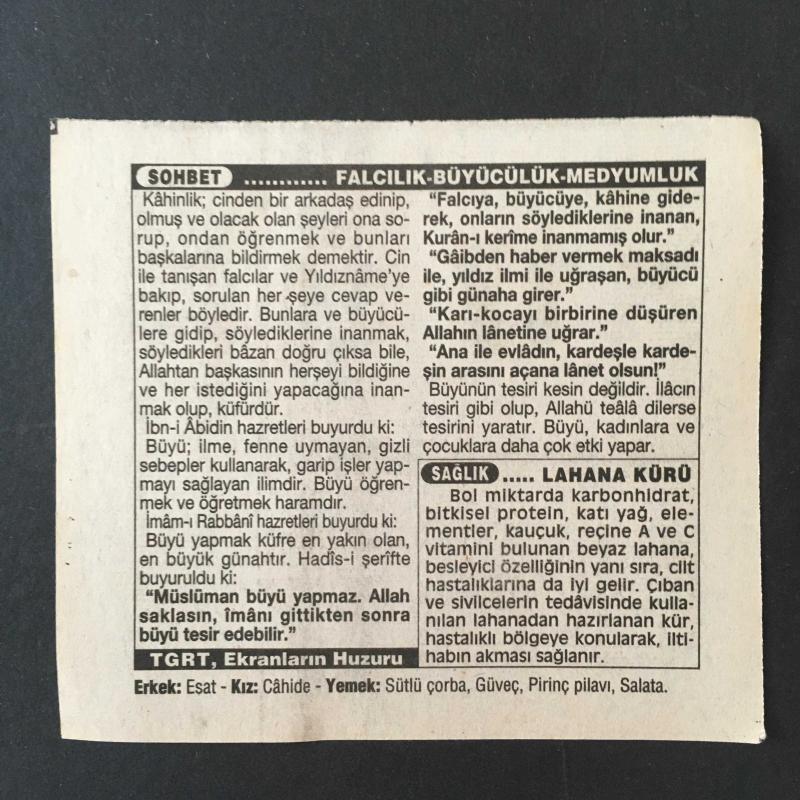 SOHBET ............ FALCILIK-BÜYÜCÜLÜK-MEDYUMLUK
Kâhinlik; cinden bir arkadaş edinip,
olmuş ve olacak olan şeyleri ona so-
rup, ondan öğrenmek ve bunları
başkalarına bildirmek demektir. Cin
ile tanışan falcılar ve Yıldıznâme'ye
bakıp, sorulan her şeye cevap ve-
renler böyledir. Bunlara ve büyücü-
lere gidip, söylediklerine inanmak,
söyledikleri bâzan doğru çıksa bile,
Allahtan başkasının herşeyi bildiğine
ve her istediğini yapacağına inan-
mak olup, küfürdür.
İbn-i Âbidin hazretleri buyurdu ki:
Büyü; ilme, fenne uymayan, gizli
sebepler kullanarak, garip işler yap-
mayı sağlayan ilimdir. Büyü öğren-
mek ve öğretmek haramdır.
İmâm-ı Rabbânî hazretleri buyurdu ki:
Büyü yapmak küfre en yakın olan,
en büyük günahtır. Hadîs-i şerîfte
buyuruldu ki:
"Müslüman büyü yapmaz. Allah
saklasın, îmânı gittikten sonra
büyü tesir edebilir."
TGRT, Ekranların Huzuru
"Falcıya, büyücüye, kâhine gide-
rek, onların söylediklerine inanan,
Kurân-ı kerîme inanmamış olur."
"Gâibden haber vermek maksadı
ile, yıldız ilmi ile uğraşan, büyücü
gibi günaha girer."
"Karı-kocayı birbirine düşüren
Allahın lânetine uğrar."
"Ana ile evlâdın, kardeşle karde-
şin arasını açana lânet olsun!"
Büyünün tesiri kesin değildir. İlâcın
tesiri gibi olup, Allahü teâlâ dilerse
tesirini yaratır. Büyü, kadınlara ve
çocuklara daha çok etki yapar.
SAĞLIK ..... LAHANA KÜRÜ
Bol miktarda karbonhidrat,
bitkisel protein, katı yağ, ele-
mentler, kauçuk, reçine A ve C
vitamini bulunan beyaz lahana,
besleyici özelliğinin yanı sıra, cilt
hastalıklarına da iyi gelir. Çıban
ve sivilcelerin tedâvisinde kulla-
nılan lahanadan hazırlanan kür,
hastalıklı bölgeye konularak, ilti-
habın akması sağlanır.
Erkek: Esat - Kız: Câhide - Yemek: Sütlü çorba, Güveç, Pirinç pilavı, Salata.